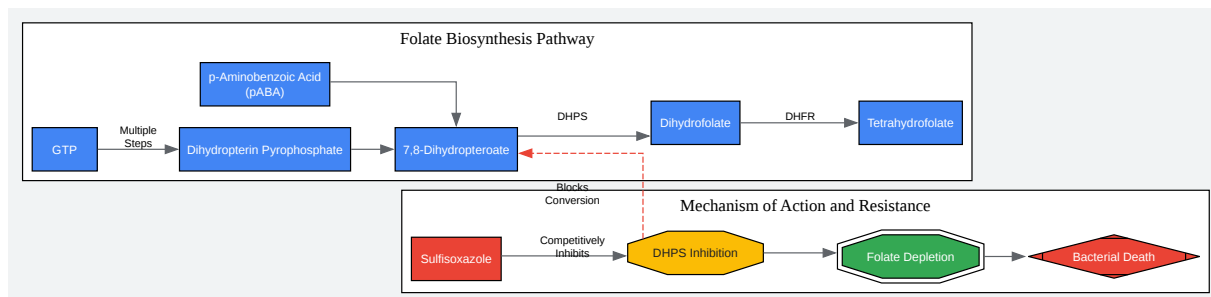 Folate Biosynthesis Pathway
p-Aminobenzoic Acid
(pABA)
GTP
Multiple
Steps
Dihydropterin Pyrophosphate
7,8-Dihydropteroate
DHPS
Dihydrofolate
DHFR
Tetrahydrofolate
Blocks
Conversion
Mechanism of Action and Resistance
Sulfisoxazole
Competitively
Inhibits
DHPS Inhibition
Folate Depletion
Bacterial Death